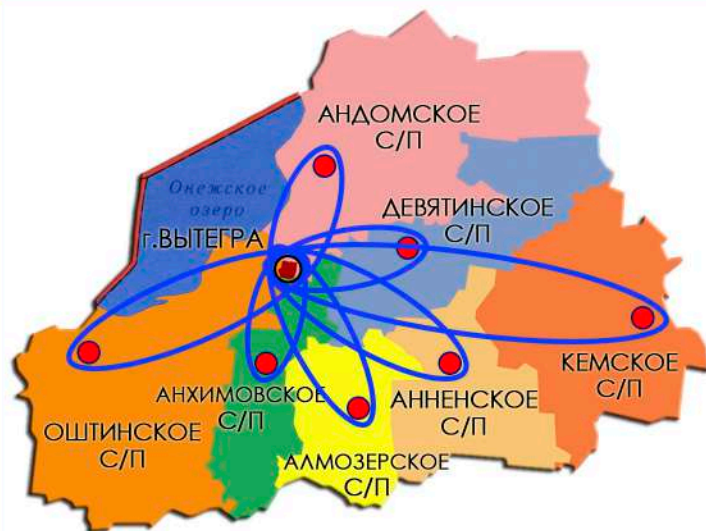 АНДОМСКОЕ
С/П
Онежское
озеро
ДЕВЯТИНСКОЕ
С/П
г.ВЫТЕГРА
КЕМСКОЕ
С/П
АНХИМОВСКОЕ
С/П
АННЕНСКОЕ
С/П
ОШТИНСКОЕ
С/П
АЛМОЗЕРСКОЕ
С/П